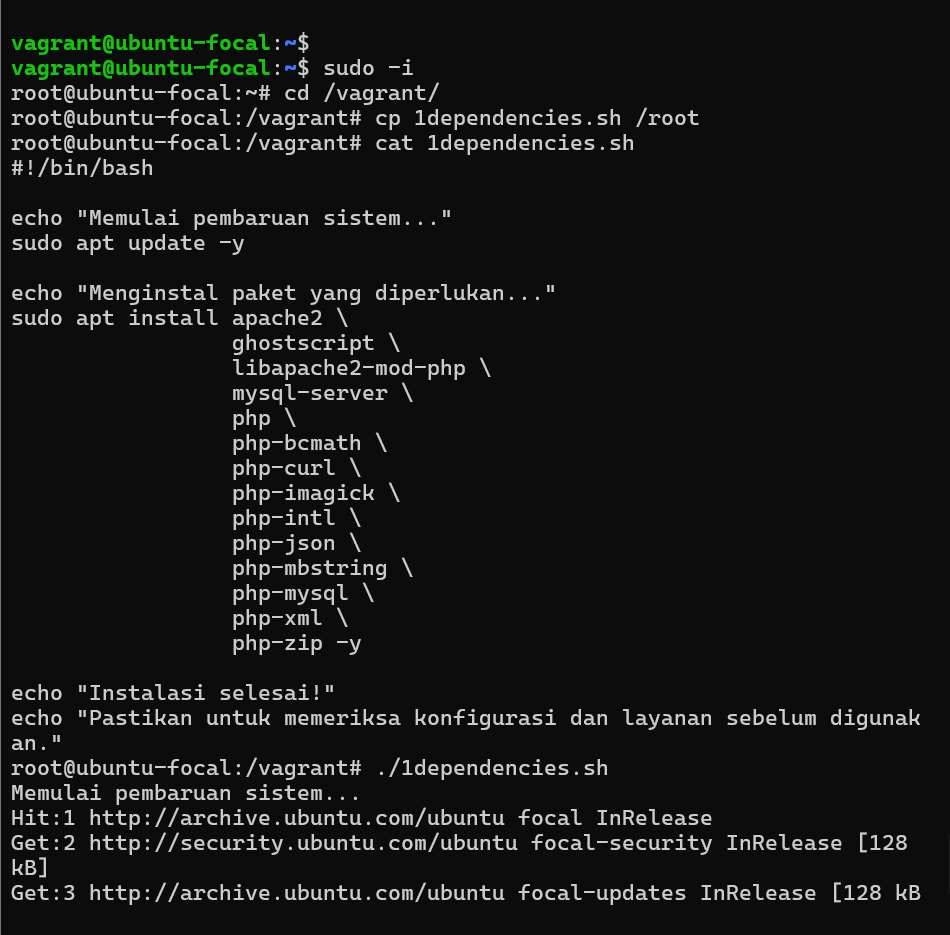 vagrant@ubuntu-focal:~$
vagrant@ubuntu-focal:~$ sudo -i
root@ubuntu-focal:~# cd /vagrant/
root@ubuntu-focal:/vagrant# cp 1dependencies.sh /root
root@ubuntu-focal:/vagrant# cat 1dependencies.sh
#!/bin/bash

echo "Memulai pembaruan sistem..."
sudo apt update -y

echo "Menginstal paket yang diperlukan..."
sudo apt install apache2 \
                 ghostscript \
                 libapache2-mod-php \
                 mysql-server \
                 php \
                 php-bcmath \
                 php-curl \
                 php-imagick \
                 php-intl \
                 php-json \
                 php-mbstring \
                 php-mysql \
                 php-xml \
                 php-zip -y

echo "Instalasi selesai!"
echo "Pastikan untuk memeriksa konfigurasi dan layanan sebelum digunak
an."
root@ubuntu-focal:/vagrant# ./1dependencies.sh
Memulai pembaruan sistem...
Hit:1 http://archive.ubuntu.com/ubuntu focal InRelease
Get:2 http://security.ubuntu.com/ubuntu focal-security InRelease [128
kB]
Get:3 http://archive.ubuntu.com/ubuntu focal-updates InRelease [128 kB